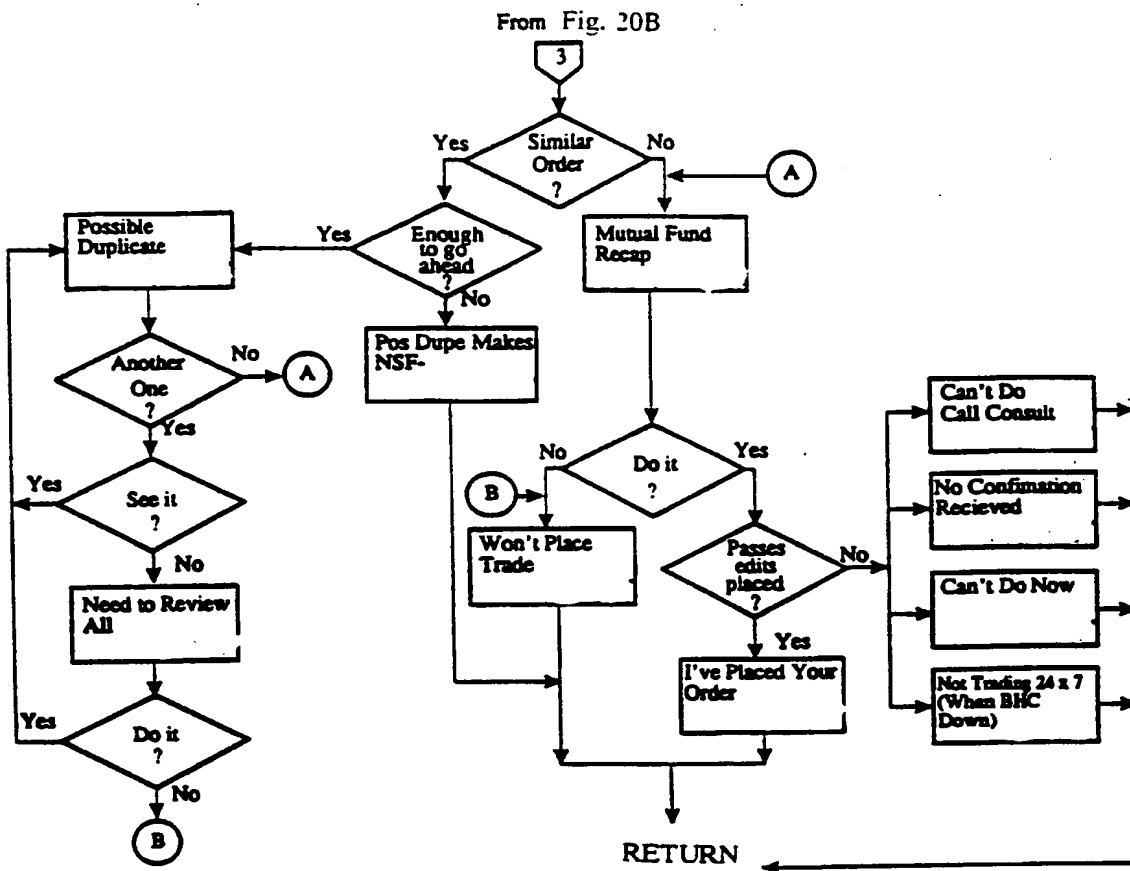 From Fig. 20B
3
Similar
Order
?
Yes
No
A
Possible
Duplicate
Yes
Enough
to go
ahead
?
No
Mutual Fund
Recap
Pos Dupe Makes
NSF-
Another
One
?
No
A
Yes
See it
?
Yes
No
Need to Review
All
Do it
?
Yes
No
B
Do it
?
No
Yes
B
Won't Place
Trade
Passes
edits
placed
?
No
Yes
I've Placed Your
Order
Can't Do
Call Consult
No Confimation
Recieved
Can't Do Now
Not Trading 24 x 7
(When BHC
Down)
RETURN